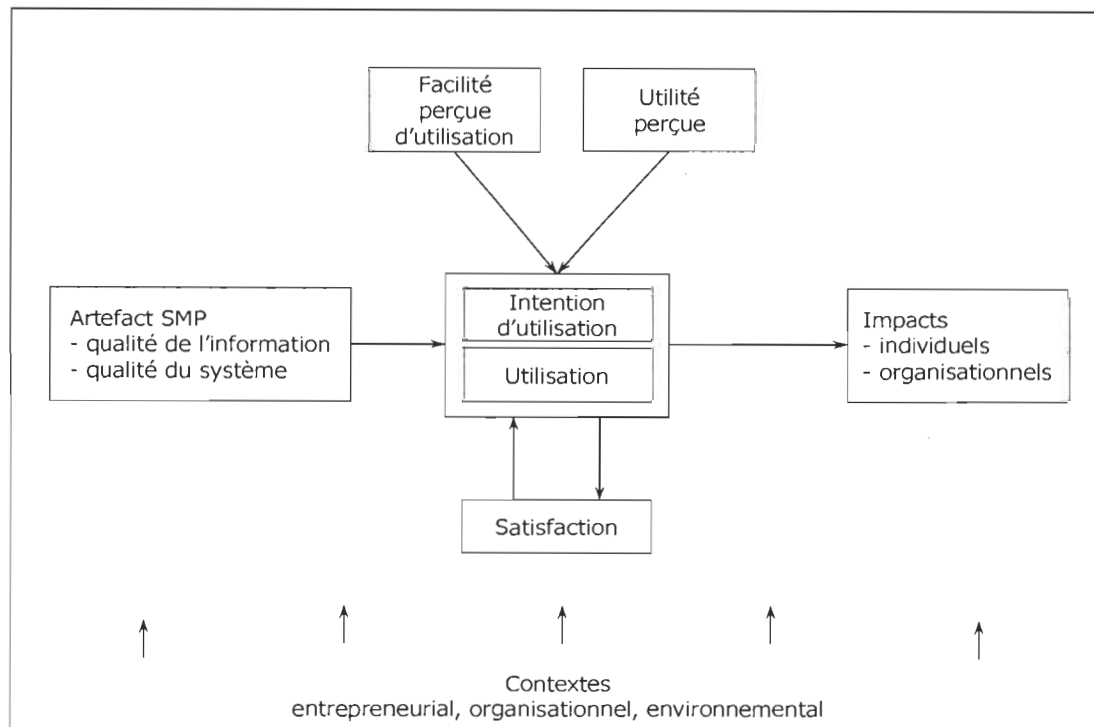 Facilité
perçue
d'utilisation
Utilité
perçue
Artefact SMP
- qualité de l'information
- qualité du système
Intention
d'utilisation
Utilisation
Impacts
- individuels
- organisationnels
Satisfaction
Contextes
entrepreneurial, organisationnel, environnemental